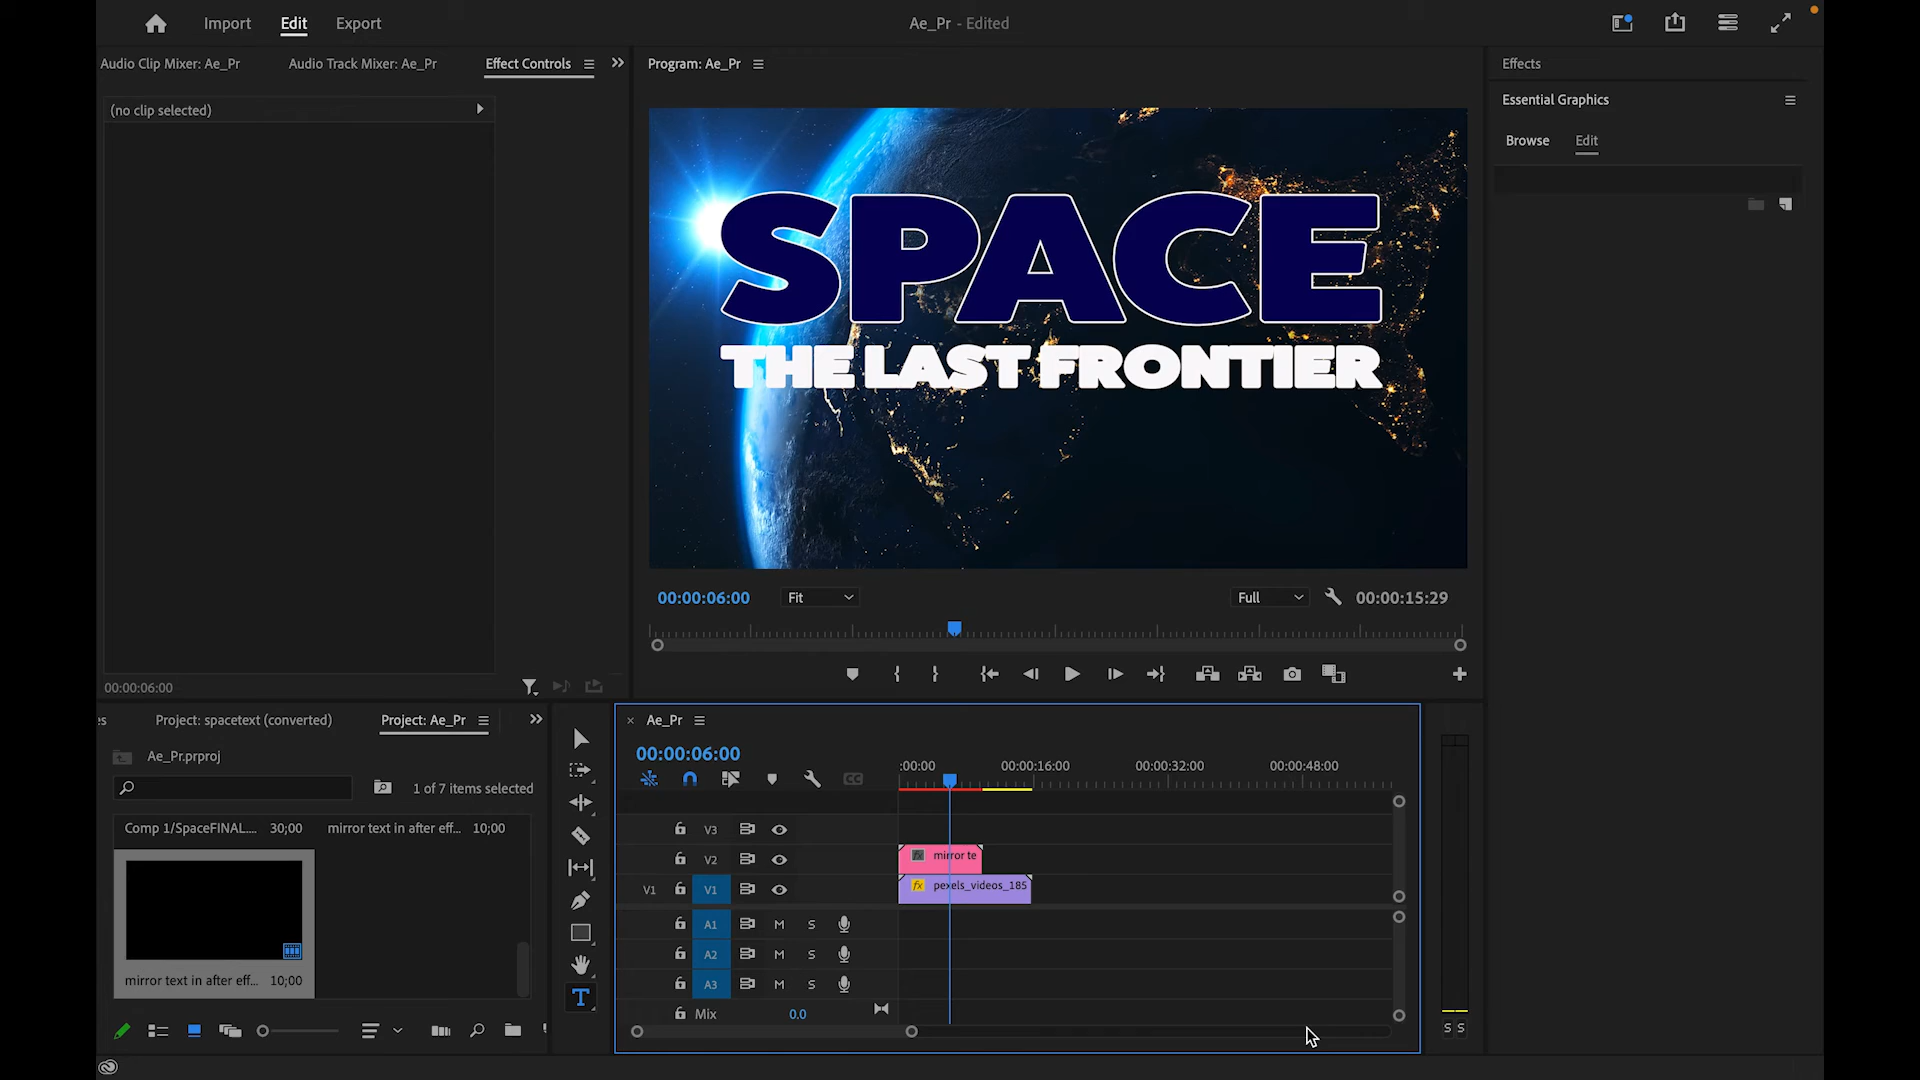 Import Edit Export Ae_Pr - Edited
Audio Clip Mixer: Ae_Pr Audio Track Mixer: Ae_Pr Effect Controls
(no clip selected)
00:00:06:00
Program: Ae_Pr
SPACE
THE LAST FRONTIER
00:00:06:00 Fit Full 00:00:15:29
Effects
Essential Graphics
Browse Edit
es Project: spacetext (converted) Project: Ae_Pr
Ae_Pr.prproj
1 of 7 items selected
Comp 1/SpaceFINAL.... 30;00 mirror text in after eff... 10;00
mirror text in after eff... 10;00
T
× Ae_Pr
00:00:06:00
:00:00 00:00:16:00 00:00:32:00 00:00:48:00
CC
V3
V2 fx mirror te
V1 V1 fx pexels_videos_185
A1 M S
A2 M S
A3 M S
Mix 0.0
S S